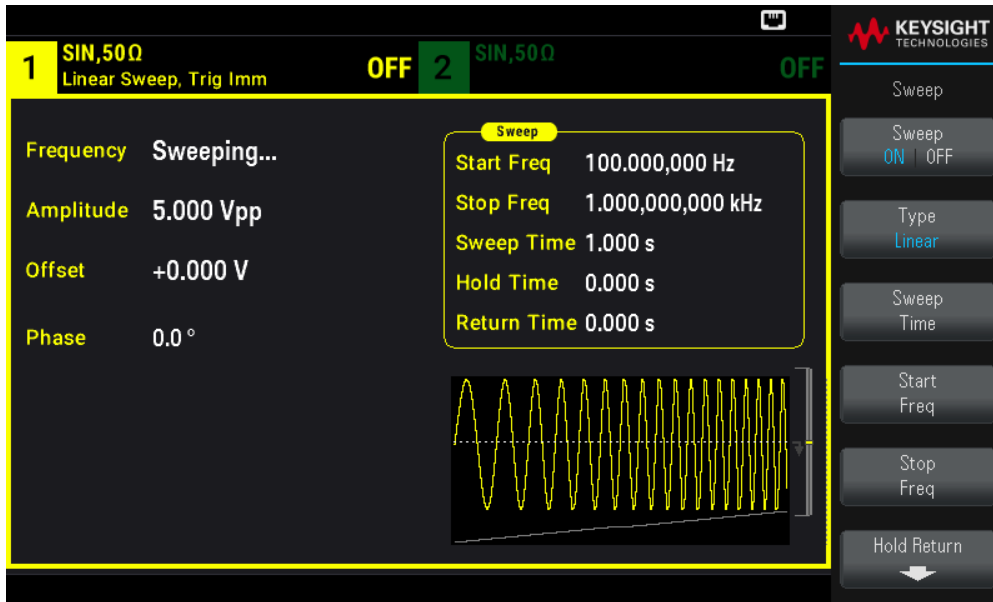 KEYSIGHT
TECHNOLOGIES
1
SIN,50Ω
Linear Sweep, Trig Imm
OFF
2
SIN,50Ω
OFF
Frequency Sweeping...
Amplitude 5.000 Vpp
Offset +0.000 V
Phase 0.0 °
Sweep
Start Freq 100.000,000 Hz
Stop Freq 1.000,000,000 kHz
Sweep Time 1.000 s
Hold Time 0.000 s
Return Time 0.000 s
Sweep
Sweep
ON | OFF
Type
Linear
Sweep
Time
Start
Freq
Stop
Freq
Hold Return